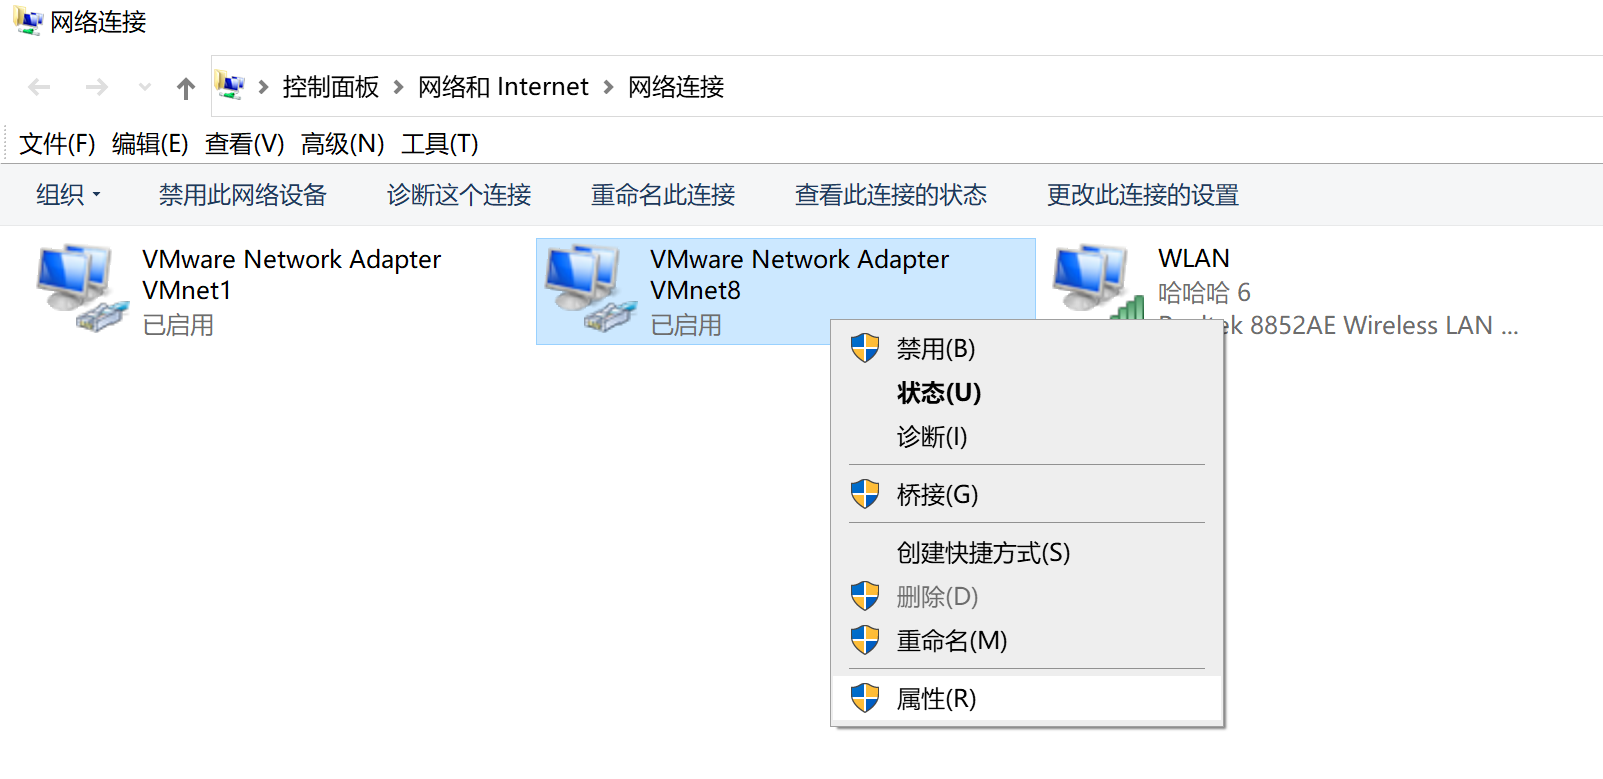 网络连接
控制面板 网络和 Internet 网络连接
文件(F) 编辑(E) 查看(V) 高级(N) 工具(T)
组织 禁用此网络设备 诊断这个连接 重命名此连接 查看此连接的状态 更改此连接的设置
VMware Network Adapter
VMnet1
已启用
VMware Network Adapter
VMnet8
已启用
WLAN
哈哈哈 6
8852AE Wireless LAN ...
禁用(B)
状态(U)
诊断(I)
桥接(G)
创建快捷方式(S)
删除(D)
重命名(M)
属性(R)